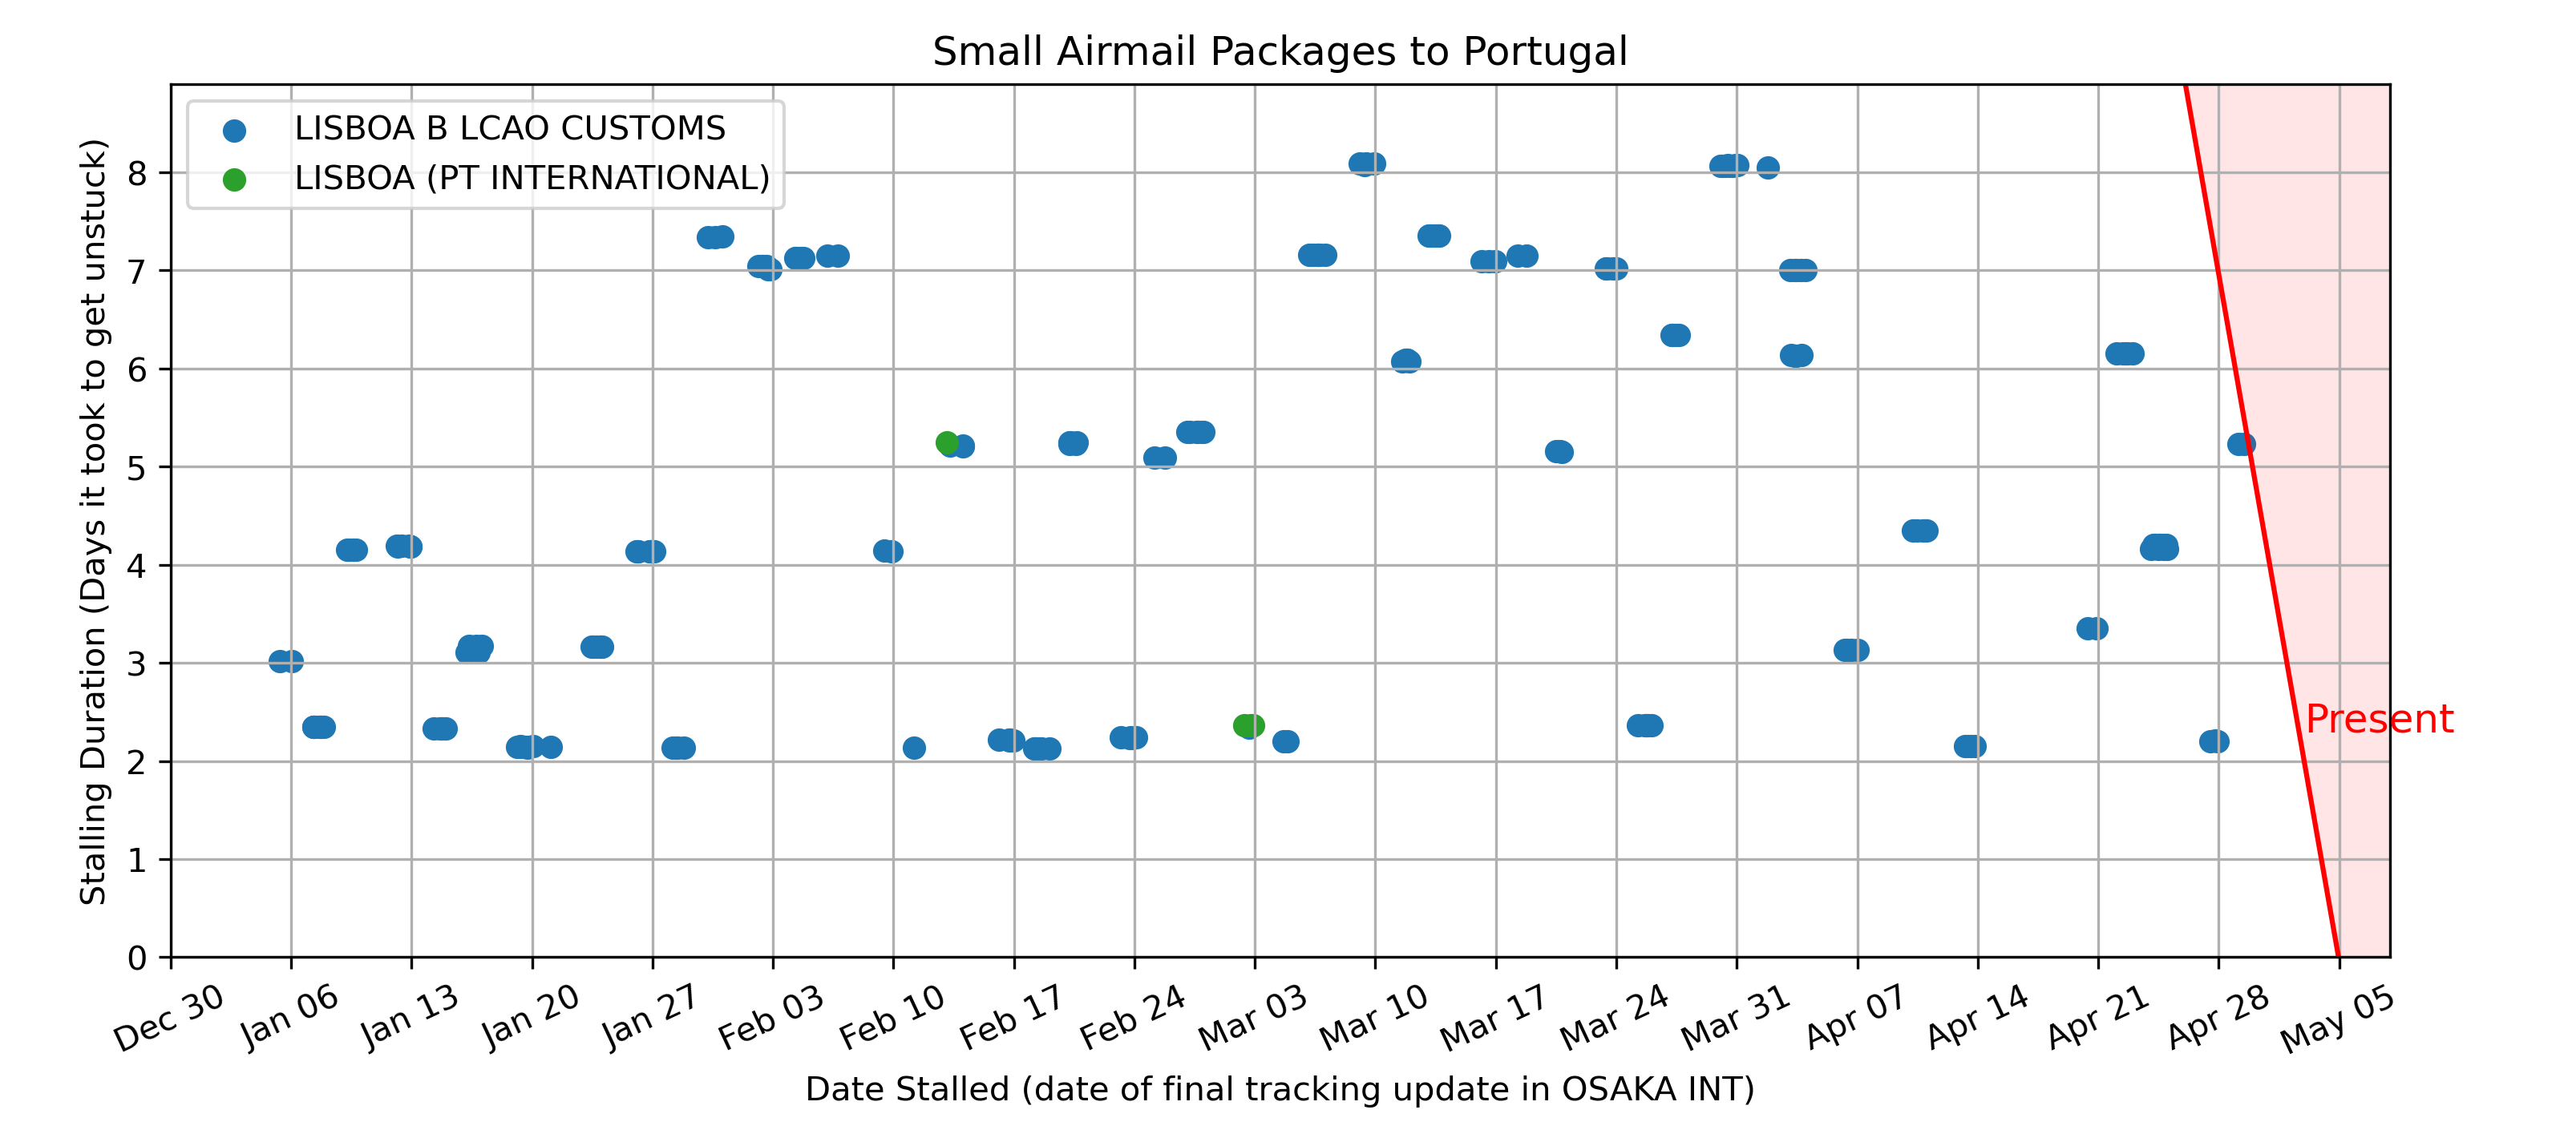 Small Airmail Packages to Portugal
LISBOA B LCAO CUSTOMS
LISBOA (PT INTERNATIONAL)
Stalling Duration (Days it took to get unstuck)
8
7
6
5
4
3
2
1
0
Present
Dec 30
Jan 06
Jan 13
Jan 20
Jan 27
Feb 03
Feb 10
Feb 17
Feb 24
Mar 03
Mar 10
Mar 17
Mar 24
Mar 31
Apr 07
Apr 14
Apr 21
Apr 28
May 05
Date Stalled (date of final tracking update in OSAKA INT)